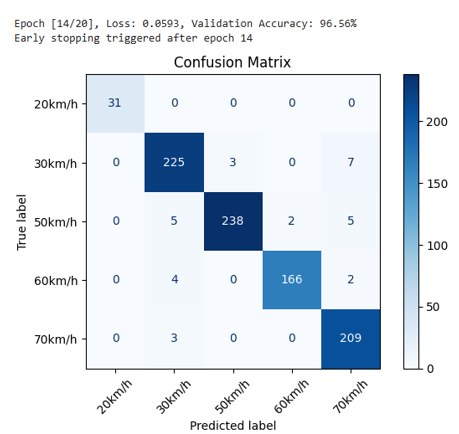 Epoch [14/20], Loss: 0.0593, Validation Accuracy: 96.56%
Early stopping triggered after epoch 14
Confusion Matrix
20km/h 31 0 0 0 0
30km/h 0 225 3 0 7
50km/h 0 5 238 2 5
60km/h 0 4 0 166 2
70km/h 0 3 0 0 209
True label
20km/h 30km/h 50km/h 60km/h 70km/h
Predicted label
200
150
100
50
0